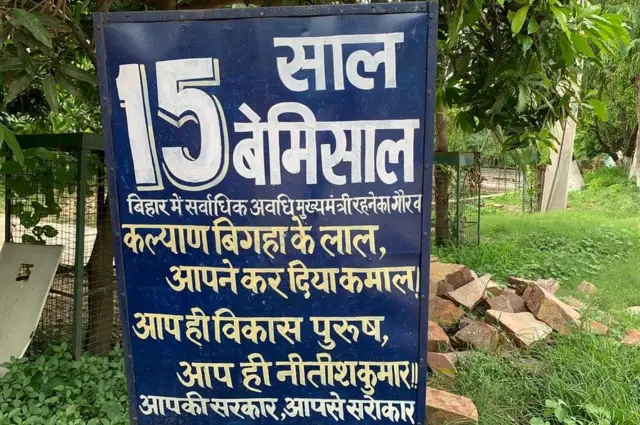 15 साल
बेमिसाल
बिहार में सर्वाधिक अवधि मुख्यमंत्री रहने का गौरव
कल्याण बिगहा के लाल,
आपने कर दिया कमाल!
आप ही विकास पुरूष,
आप ही नीतीश कुमार!!
आपकी सरकार, आपसे सरोकार